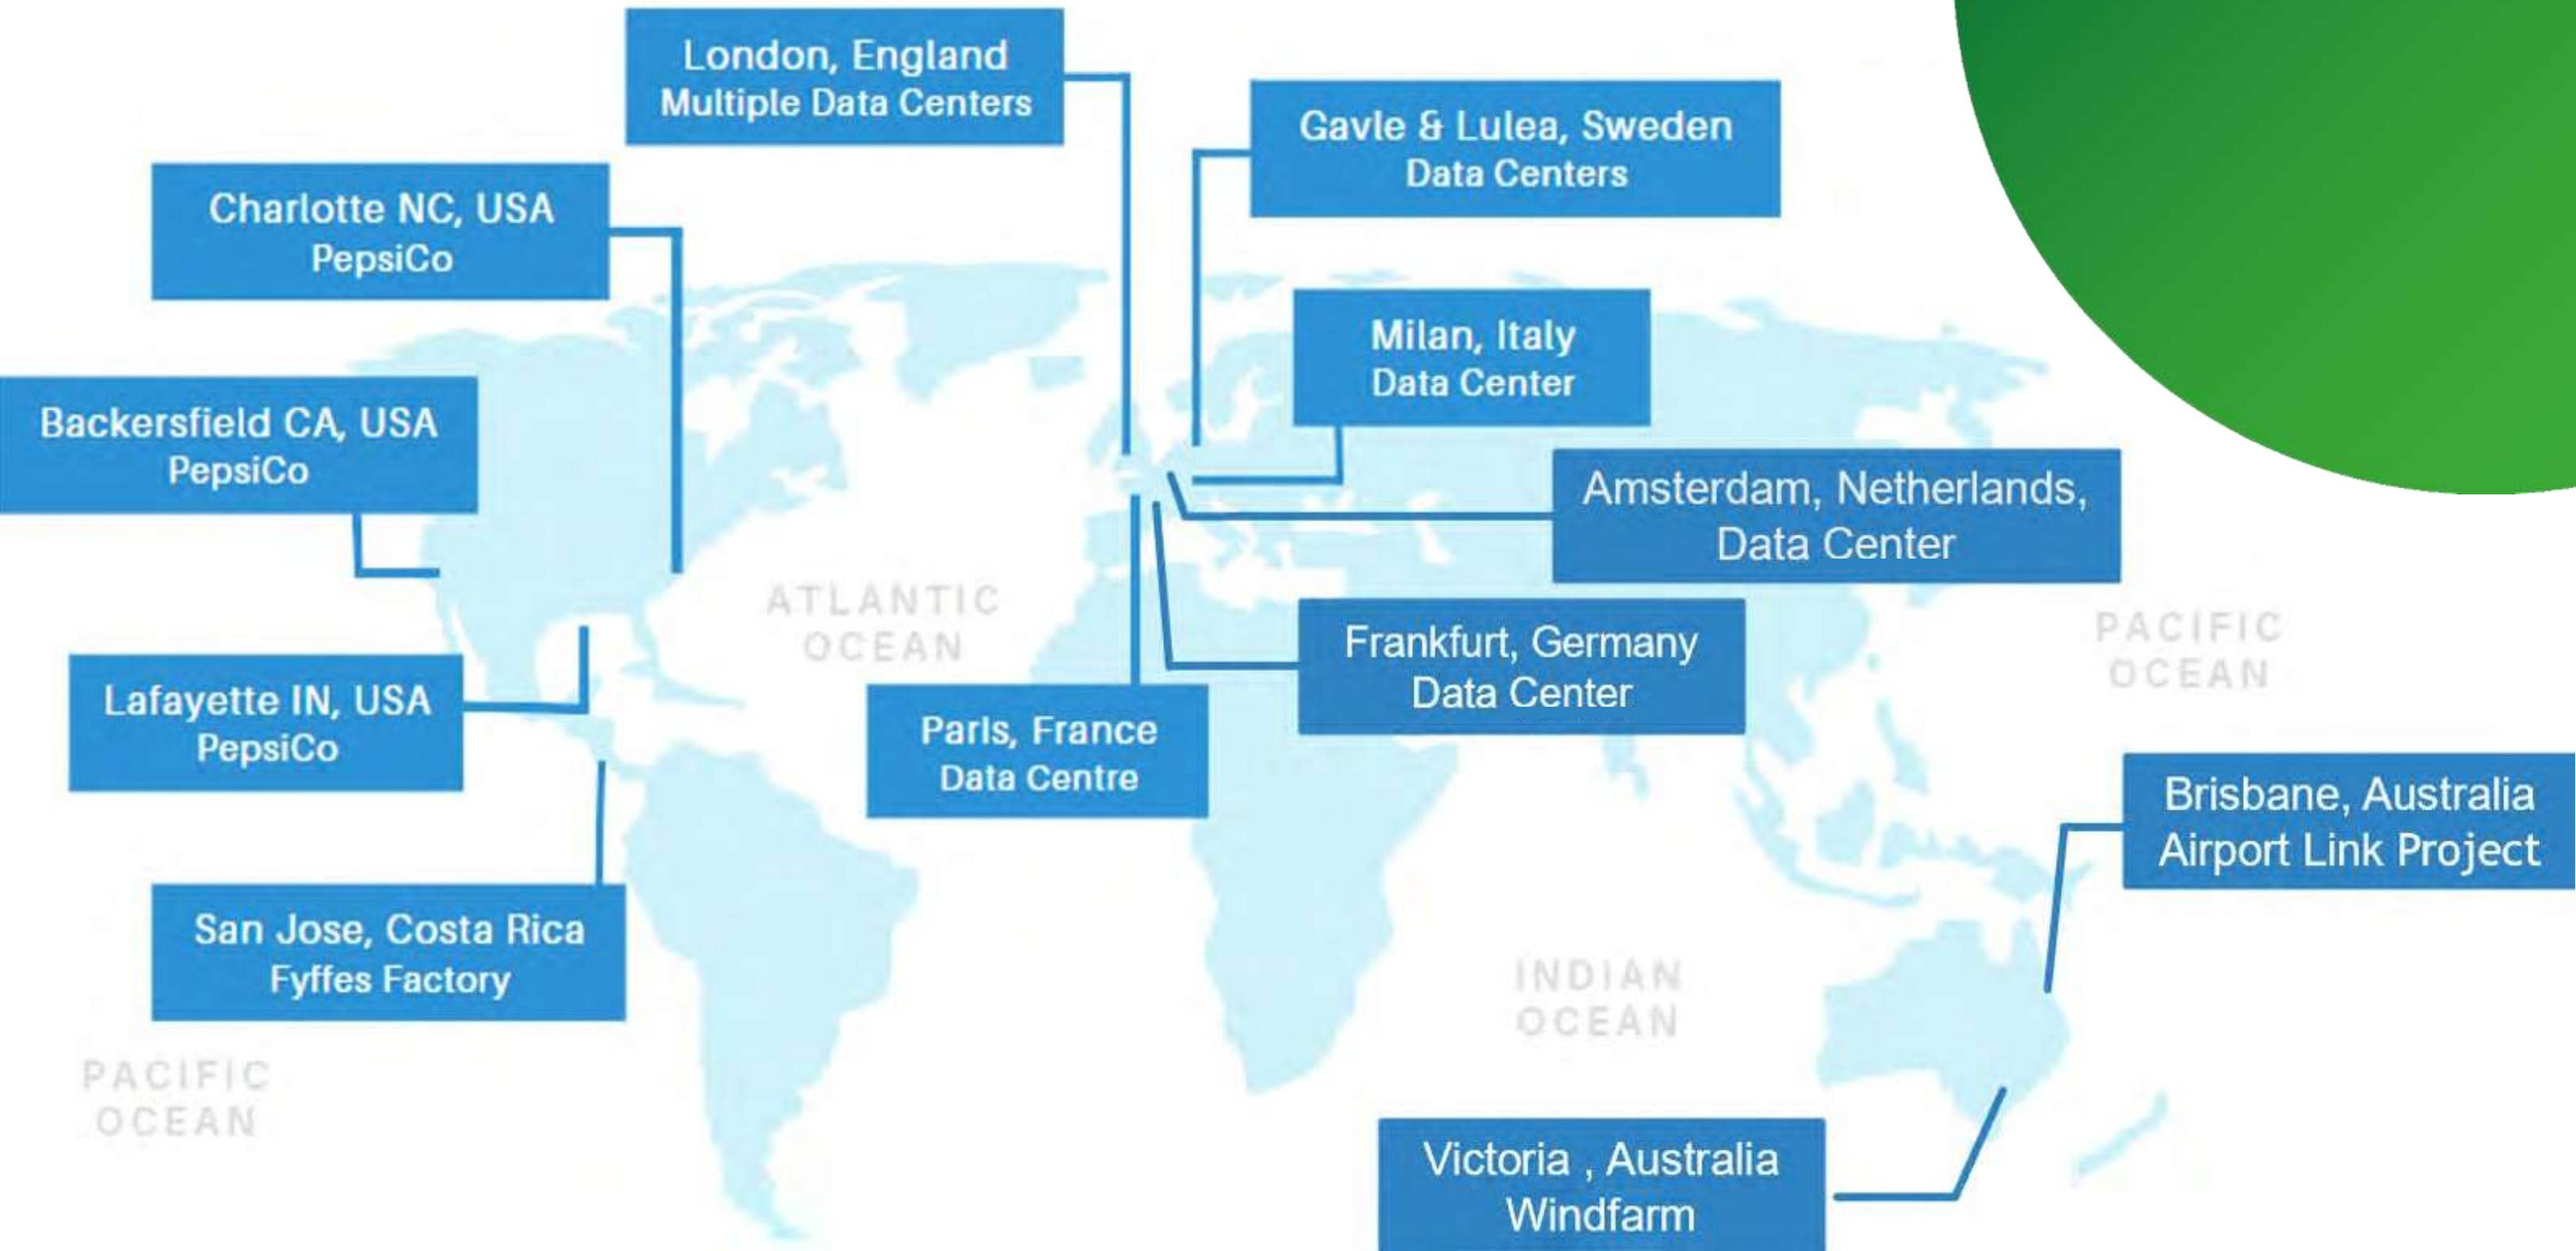 London, England
Multiple Data Centers
Gavle & Lulea, Sweden
Data Centers
Charlotte NC, USA
PepsiCo
Milan, Italy
Data Center
Backersfield CA, USA
PepsiCo
Amsterdam, Netherlands,
Data Center
ATLANTIC
OCEAN
Frankfurt, Germany
Data Center
PACIFIC
OCEAN
Lafayette IN, USA
PepsiCo
Paris, France
Data Centre
Brisbane, Australia
Airport Link Project
San Jose, Costa Rica
Fyffes Factory
INDIAN
OCEAN
PACIFIC
OCEAN
Victoria , Australia
Windfarm